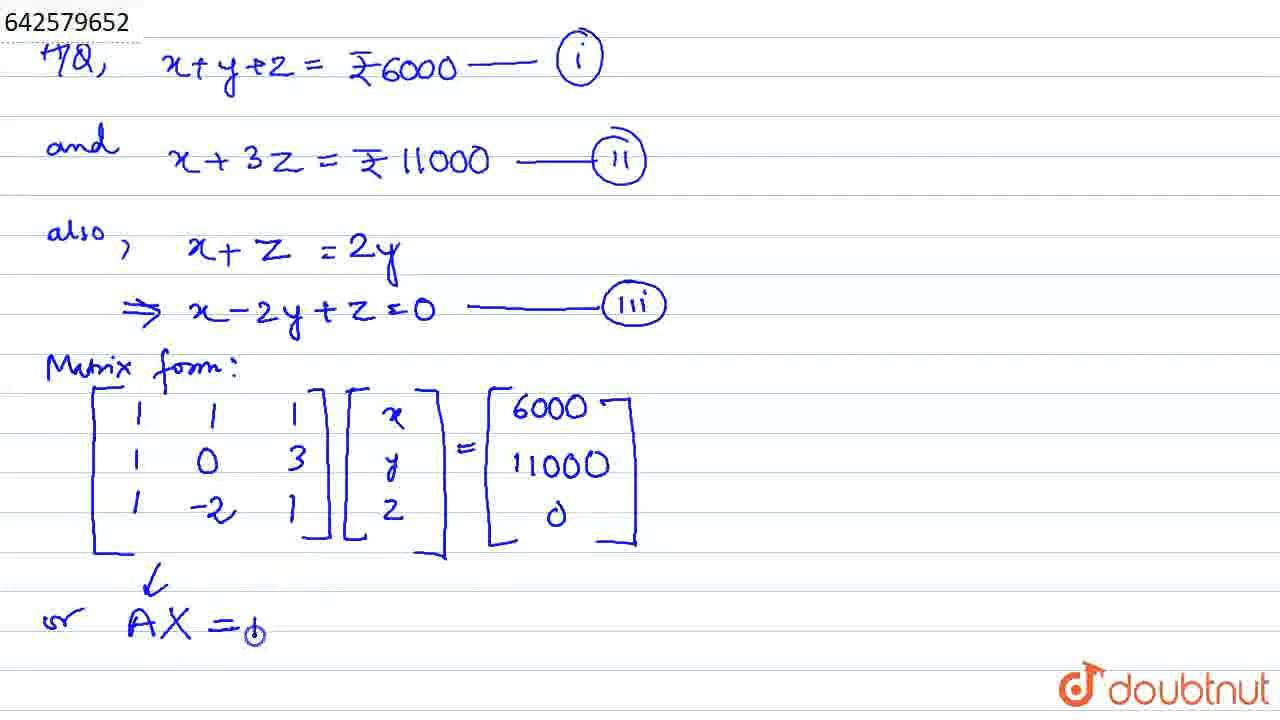 642579652
A/Q, x+y+z = ₹6000 —— (i)
and x+3z = ₹11000 —— (ii)
also, x+z = 2y
⇒ x-2y+z=0 —— (iii)
Matrix form:
[1 1 1] [x] = [6000]
[1 0 3] [y] [11000]
[1 -2 1] [z] [0]
↓
or AX =
doubtnut